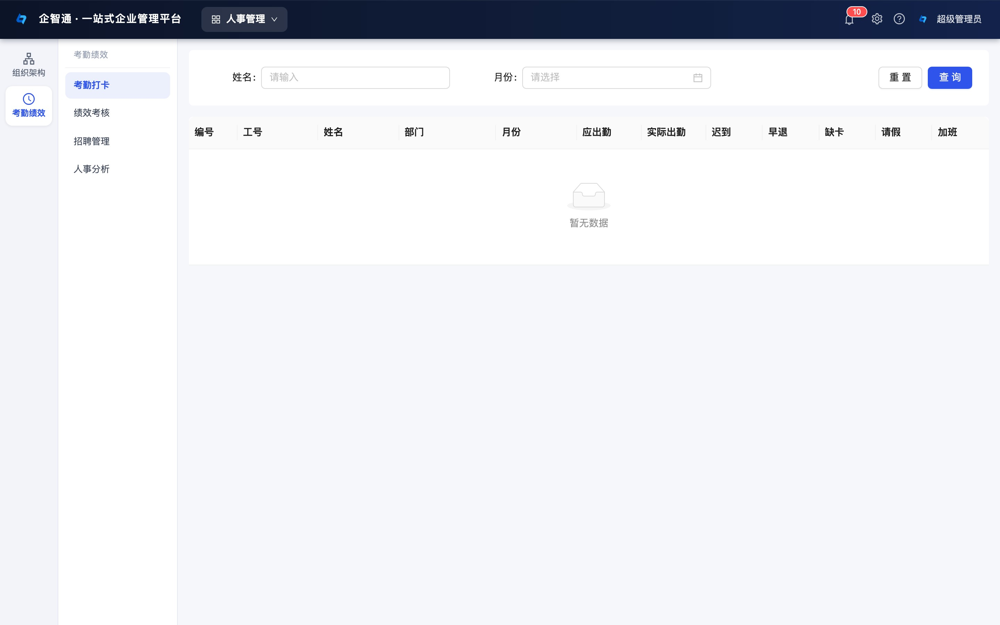 企智通 · 一站式企业管理平台
人事管理
10
超级管理员
组织架构
考勤绩效
考勤绩效
考勤打卡
绩效考核
招聘管理
人事分析
姓名: 请输入
月份: 请选择
重 置
查 询
编号 工号 姓名 部门 月份 应出勤 实际出勤 迟到 早退 缺卡 请假 加班
暂无数据